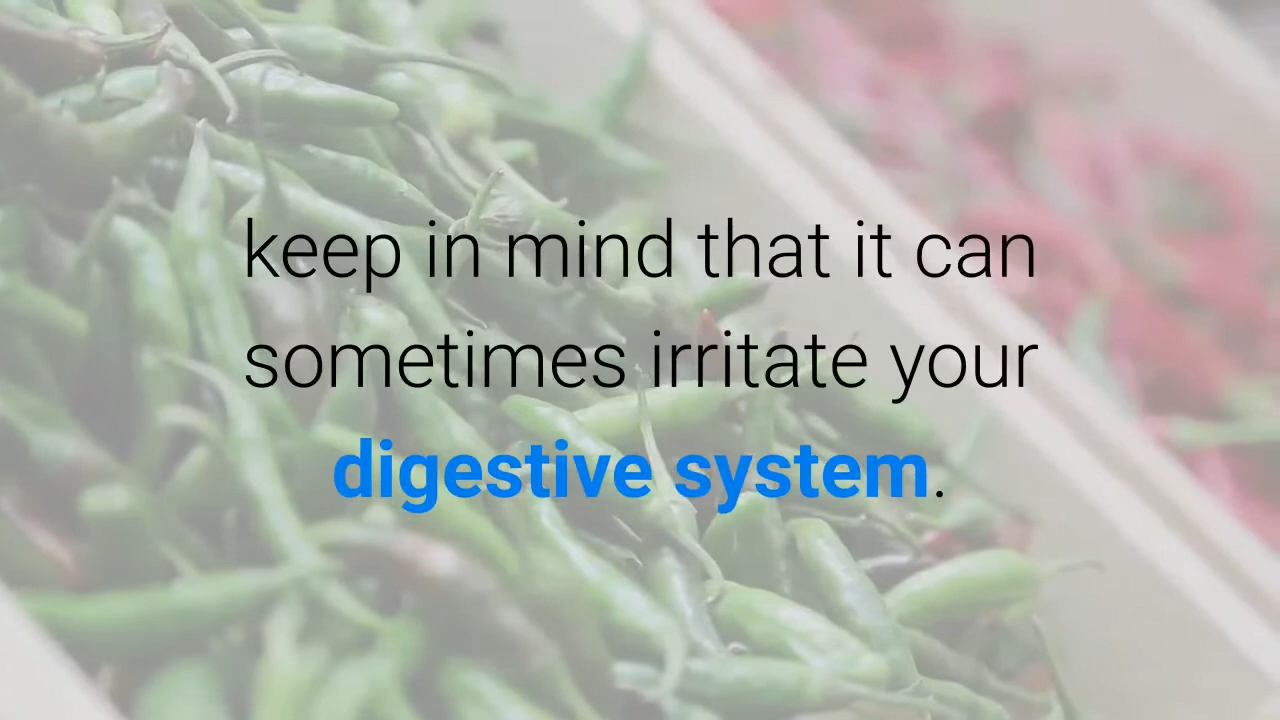 keep in mind that it can
sometimes irritate your
digestive system.